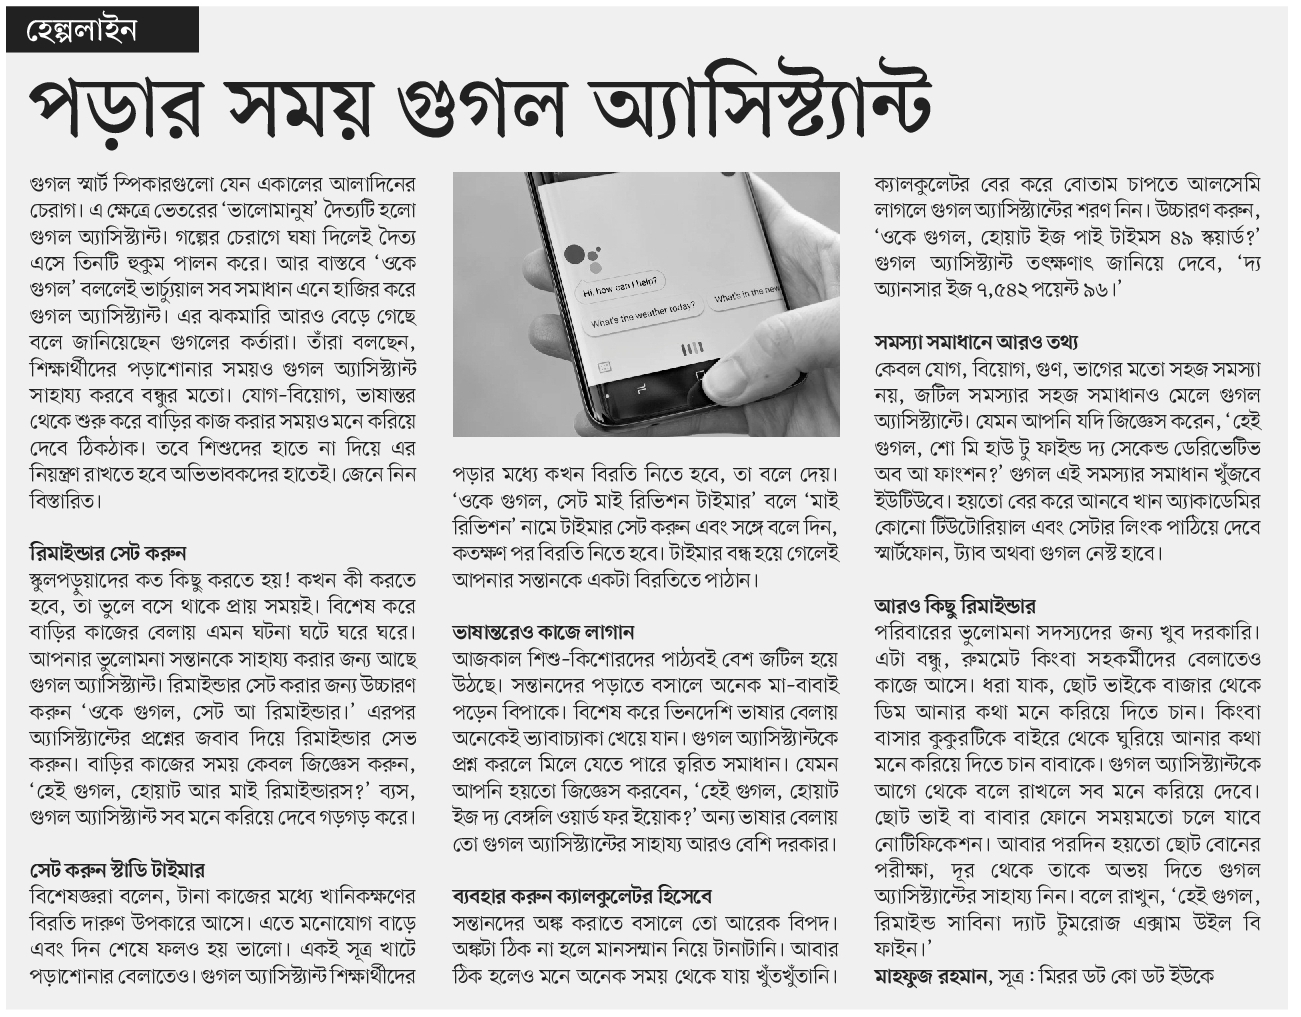 হেল্পলাইন
পড়ার সময় গুগল অ্যাসিস্ট্যান্ট
গুগল স্মার্ট স্পিকারগুলো যেন একালের আলাদিনের
চেরাগ। এ ক্ষেত্রে ভেতরের ‘ভালোমানুষ’ দৈত্যটি হলো
গুগল অ্যাসিস্ট্যান্ট। গল্পের চেরাগে ঘষা দিলেই দৈত্য
এসে তিনটি হুকুম পালন করে। আর বাস্তবে ‘ওকে
গুগল’ বললেই ভার্চ্যুয়াল সব সমাধান এনে হাজির করে
গুগল অ্যাসিস্ট্যান্ট। এর ঝকমারি আরও বেড়ে গেছে
বলে জানিয়েছেন গুগলের কর্তারা। তাঁরা বলছেন,
শিক্ষার্থীদের পড়াশোনার সময়ও গুগল অ্যাসিস্ট্যান্ট
সাহায্য করবে বন্ধুর মতো। যোগ-বিয়োগ, ভাষান্তর
থেকে শুরু করে বাড়ির কাজ করার সময়ও মনে করিয়ে
দেবে ঠিকঠাক। তবে শিশুদের হাতে না দিয়ে এর
নিয়ন্ত্রণ রাখতে হবে অভিভাবকদের হাতেই। জেনে নিন
বিস্তারিত।
রিমাইন্ডার সেট করুন
স্কুলপড়ুয়াদের কত কিছু করতে হয়! কখন কী করতে
হবে, তা ভুলে বসে থাকে প্রায় সময়ই। বিশেষ করে
বাড়ির কাজের বেলায় এমন ঘটনা ঘটে ঘরে ঘরে।
আপনার ভুলোমনা সন্তানকে সাহায্য করার জন্য আছে
গুগল অ্যাসিস্ট্যান্ট। রিমাইন্ডার সেট করার জন্য উচ্চারণ
করুন ‘ওকে গুগল, সেট আ রিমাইন্ডার।’ এরপর
অ্যাসিস্ট্যান্টের প্রশ্নের জবাব দিয়ে রিমাইন্ডার সেভ
করুন। বাড়ির কাজের সময় কেবল জিজ্ঞেস করুন,
‘হেই গুগল, হোয়াট আর মাই রিমাইন্ডারস?’ ব্যস,
গুগল অ্যাসিস্ট্যান্ট সব মনে করিয়ে দেবে গড়গড় করে।
সেট করুন স্টাডি টাইমার
বিশেষজ্ঞরা বলেন, টানা কাজের মধ্যে খানিকক্ষণের
বিরতি দারুণ উপকারে আসে। এতে মনোযোগ বাড়ে
এবং দিন শেষে ফলও হয় ভালো। একই সূত্র খাটে
পড়াশোনার বেলাতেও। গুগল অ্যাসিস্ট্যান্ট শিক্ষার্থীদের
Hi, how can I help?
What's the weather today?
What's in the new
পড়ার মধ্যে কখন বিরতি নিতে হবে, তা বলে দেয়।
‘ওকে গুগল, সেট মাই রিভিশন টাইমার’ বলে ‘মাই
রিভিশন’ নামে টাইমার সেট করুন এবং সঙ্গে বলে দিন,
কতক্ষণ পর বিরতি নিতে হবে। টাইমার বন্ধ হয়ে গেলেই
আপনার সন্তানকে একটা বিরতিতে পাঠান।
ভাষান্তরেও কাজে লাগান
আজকাল শিশু-কিশোরদের পাঠ্যবই বেশ জটিল হয়ে
উঠছে। সন্তানদের পড়াতে বসালে অনেক মা-বাবাই
পড়েন বিপাকে। বিশেষ করে ভিনদেশি ভাষার বেলায়
অনেকেই ভ্যাবাচ্যাকা খেয়ে যান। গুগল অ্যাসিস্ট্যান্টকে
প্রশ্ন করলে মিলে যেতে পারে ত্বরিত সমাধান। যেমন
আপনি হয়তো জিজ্ঞেস করবেন, ‘হেই গুগল, হোয়াট
ইজ দ্য বেঙ্গলি ওয়ার্ড ফর ইয়োক?’ অন্য ভাষার বেলায়
তো গুগল অ্যাসিস্ট্যান্টের সাহায্য আরও বেশি দরকার।
ব্যবহার করুন ক্যালকুলেটর হিসেবে
সন্তানদের অঙ্ক করাতে বসালে তো আরেক বিপদ।
অঙ্কটা ঠিক না হলে মানসম্মান নিয়ে টানাটানি। আবার
ঠিক হলেও মনে অনেক সময় থেকে যায় খুঁতখুঁতানি।
ক্যালকুলেটর বের করে বোতাম চাপতে আলসেমি
লাগলে গুগল অ্যাসিস্ট্যান্টের শরণ নিন। উচ্চারণ করুন,
‘ওকে গুগল, হোয়াট ইজ পাই টাইমস ৪৯ স্কয়ার্ড?’
গুগল অ্যাসিস্ট্যান্ট তৎক্ষণাৎ জানিয়ে দেবে, ‘দ্য
অ্যানসার ইজ ৭,৫৪২ পয়েন্ট ৯৬।’
সমস্যা সমাধানে আরও তথ্য
কেবল যোগ, বিয়োগ, গুণ, ভাগের মতো সহজ সমস্যা
নয়, জটিল সমস্যার সহজ সমাধানও মেলে গুগল
অ্যাসিস্ট্যান্টে। যেমন আপনি যদি জিজ্ঞেস করেন, ‘হেই
গুগল, শো মি হাউ টু ফাইন্ড দ্য সেকেন্ড ডেরিভেটিভ
অব আ ফাংশন?’ গুগল এই সমস্যার সমাধান খুঁজবে
ইউটিউবে। হয়তো বের করে আনবে খান অ্যাকাডেমির
কোনো টিউটোরিয়াল এবং সেটার লিংক পাঠিয়ে দেবে
স্মার্টফোন, ট্যাব অথবা গুগল নেস্ট হাবে।
আরও কিছু রিমাইন্ডার
পরিবারের ভুলোমনা সদস্যদের জন্য খুব দরকারি।
এটা বন্ধু, রুমমেট কিংবা সহকর্মীদের বেলাতেও
কাজে আসে। ধরা যাক, ছোট ভাইকে বাজার থেকে
ডিম আনার কথা মনে করিয়ে দিতে চান। কিংবা
বাসার কুকুরটিকে বাইরে থেকে ঘুরিয়ে আনার কথা
মনে করিয়ে দিতে চান বাবাকে। গুগল অ্যাসিস্ট্যান্টকে
আগে থেকে বলে রাখলে সব মনে করিয়ে দেবে।
ছোট ভাই বা বাবার ফোনে সময়মতো চলে যাবে
নোটিফিকেশন। আবার পরদিন হয়তো ছোট বোনের
পরীক্ষা, দূর থেকে তাকে অভয় দিতে গুগল
অ্যাসিস্ট্যান্টের সাহায্য নিন। বলে রাখুন, ‘হেই গুগল,
রিমাইন্ড সাবিনা দ্যাট টুমরোজ এক্সাম উইল বি
ফাইন।’
মাহফুজ রহমান, সূত্র : মিরর ডট কো ডট ইউকে